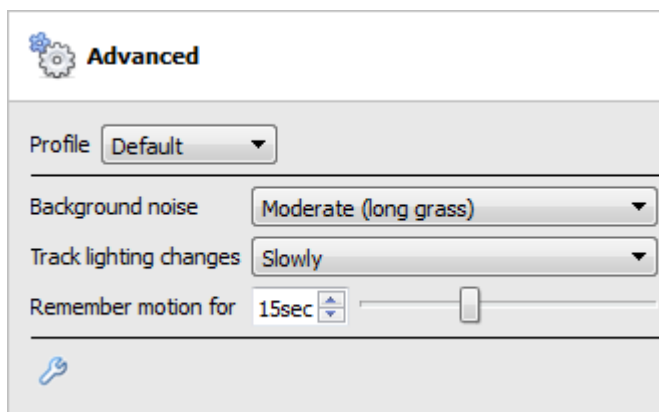 Advanced
Profile Default
Background noise Moderate (long grass)
Track lighting changes Slowly
Remember motion for 15sec